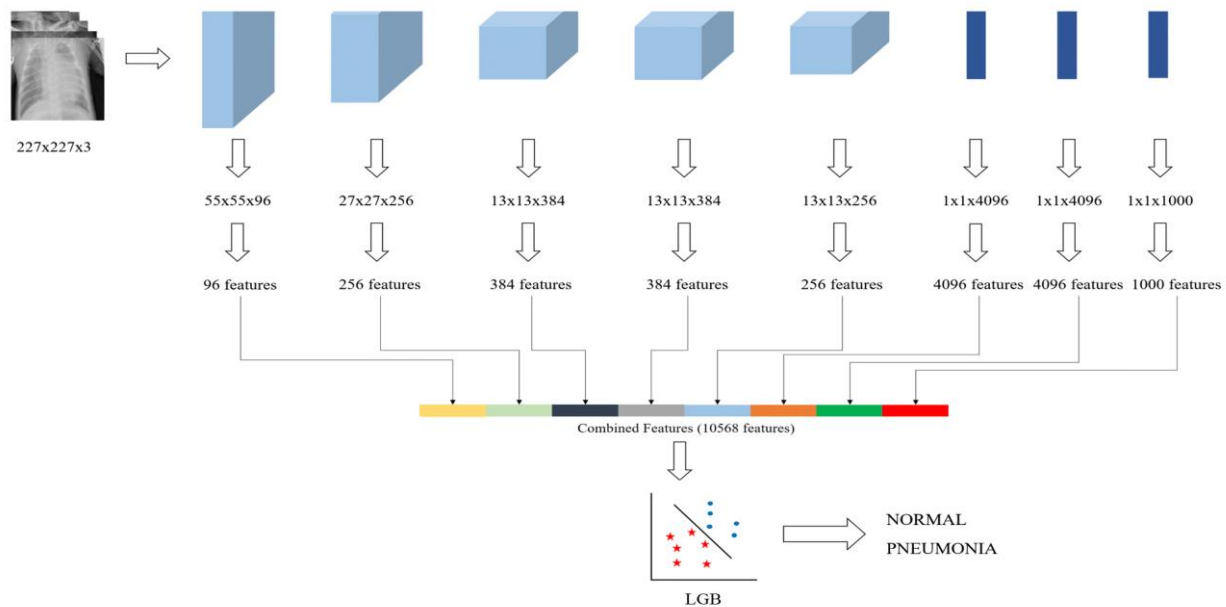 227x227x3
55x55x96 27x27x256 13x13x384 13x13x384 13x13x256 1x1x4096 1x1x4096 1x1x1000
96 features 256 features 384 features 384 features 256 features 4096 features 4096 features 1000 features
Combined Features (10568 features)
NORMAL
PNEUMONIA
LGB